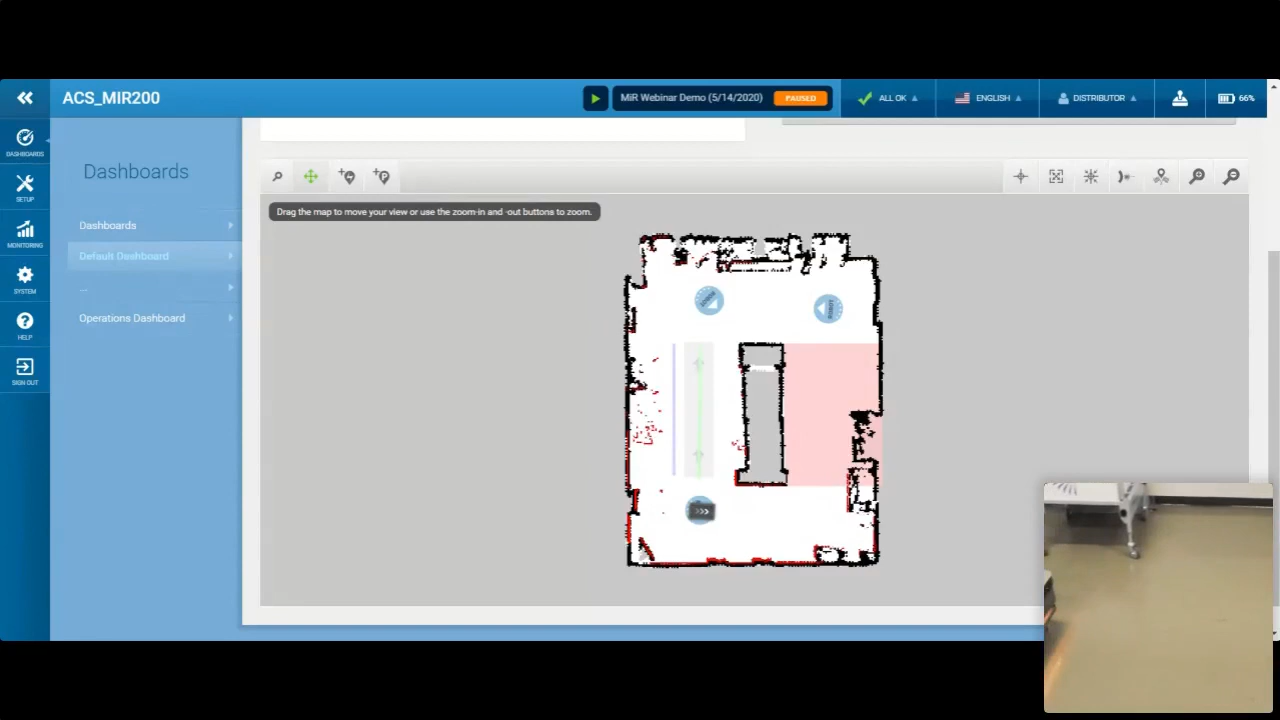 ACS_MIR200
MiR Webinar Demo (5/14/2020)
PAUSED
ALL OK
ENGLISH
DISTRIBUTOR
66%
DASHBOARDS
SETUP
MONITORING
SYSTEM
HELP
SIGN OUT
Dashboards
Dashboards
Default Dashboard
...
Operations Dashboard
Drag the map to move your view or use the zoom-in and -out buttons to zoom.
ROBOT
ROBOT